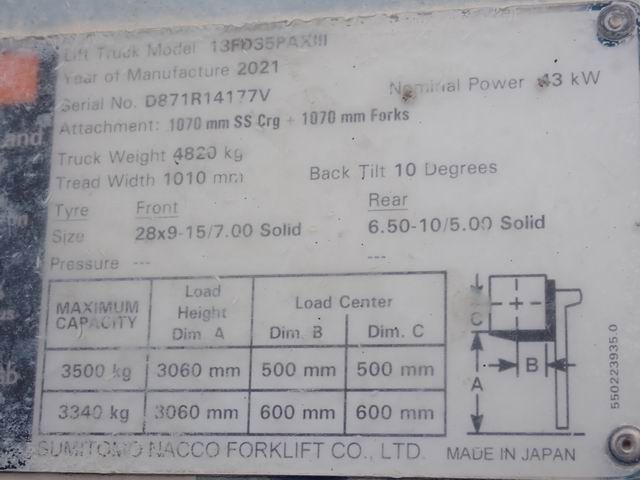 Lift Truck Model 13FD35PAXIII
Year of Manufacture 2021
Nominal Power 43 kW
Serial No. D871R14177V
Attachment: 1070 mm SS Crg + 1070 mm Forks
Truck Weight 4820 kg
Tread Width 1010 mm Back Tilt 10 Degrees
Tyre Front Rear
Size 28x9-15/7.00 Solid 6.50-10/5.00 Solid
Pressure --- ---
MAXIMUM CAPACITY Load Height Dim. A Load Center
Dim. B Dim. C
3500 kg 3060 mm 500 mm 500 mm
3340 kg 3060 mm 600 mm 600 mm
C
B
A
550223935.0
SUMITOMO NACCO FORKLIFT CO., LTD. MADE IN JAPAN